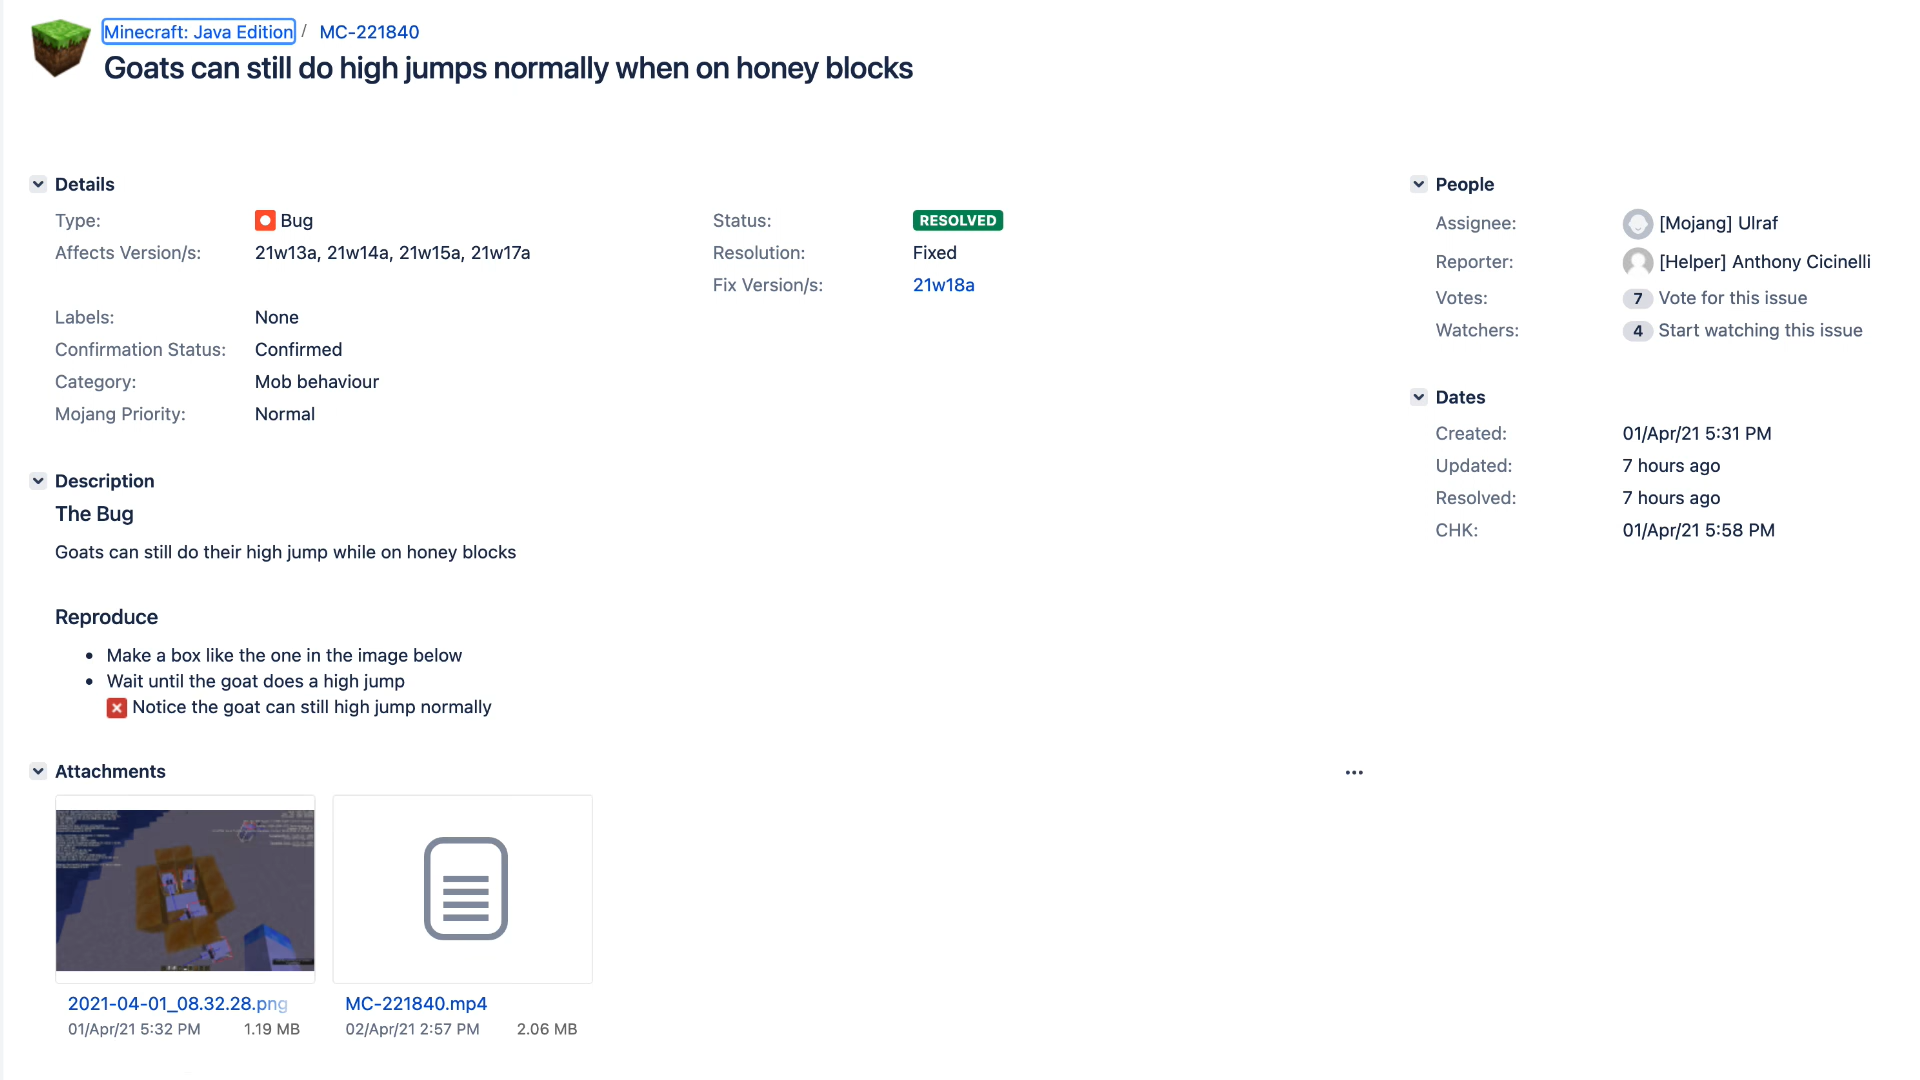 Minecraft: Java Edition / MC-221840
Goats can still do high jumps normally when on honey blocks
Details
Type: Bug
Affects Version/s: 21w13a, 21w14a, 21w15a, 21w17a
Labels: None
Confirmation Status: Confirmed
Category: Mob behaviour
Mojang Priority: Normal
Status: RESOLVED
Resolution: Fixed
Fix Version/s: 21w18a
Description
The Bug
Goats can still do their high jump while on honey blocks
Reproduce
• Make a box like the one in the image below
• Wait until the goat does a high jump
Notice the goat can still high jump normally
Attachments
•••
2021-04-01_08.32.28.png
01/Apr/21 5:32 PM 1.19 MB
MC-221840.mp4
02/Apr/21 2:57 PM 2.06 MB
People
Assignee: [Mojang] Ulraf
Reporter: [Helper] Anthony Cicinelli
Votes: 7 Vote for this issue
Watchers: 4 Start watching this issue
Dates
Created: 01/Apr/21 5:31 PM
Updated: 7 hours ago
Resolved: 7 hours ago
CHK: 01/Apr/21 5:58 PM